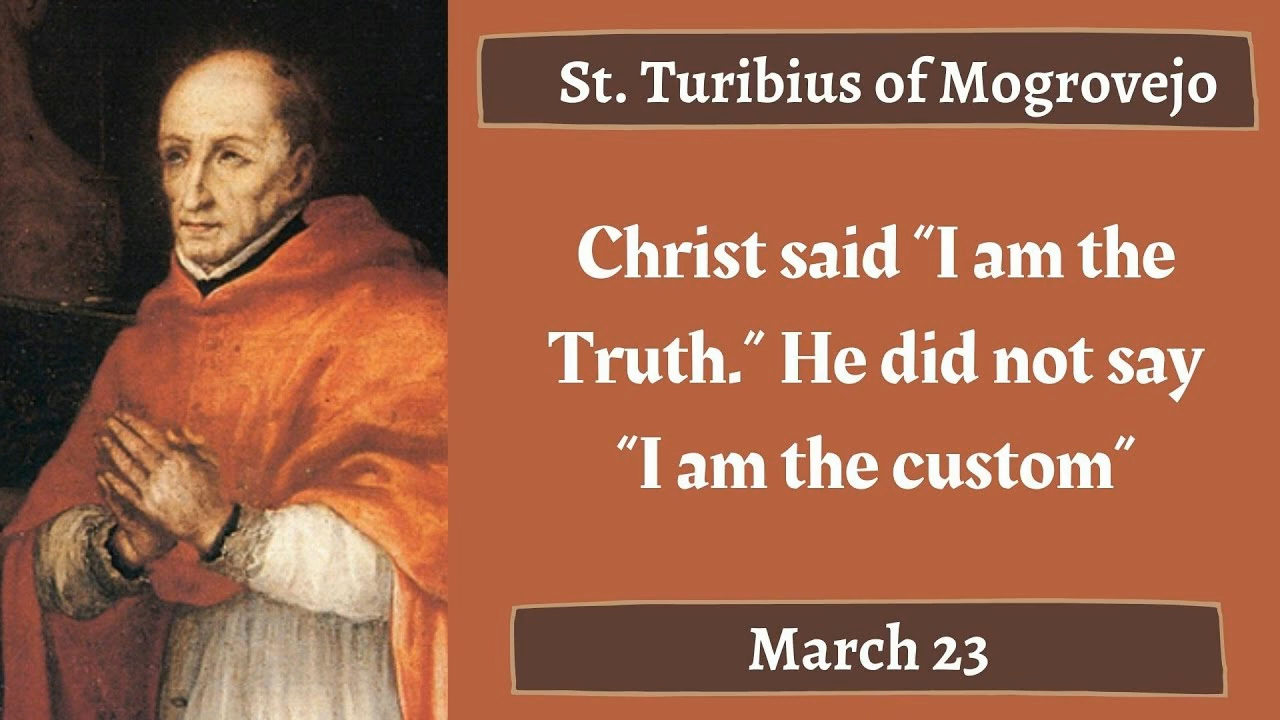 St. Turibius of Mogrovejo
Christ said “I am the
Truth.” He did not say
“I am the custom”
March 23